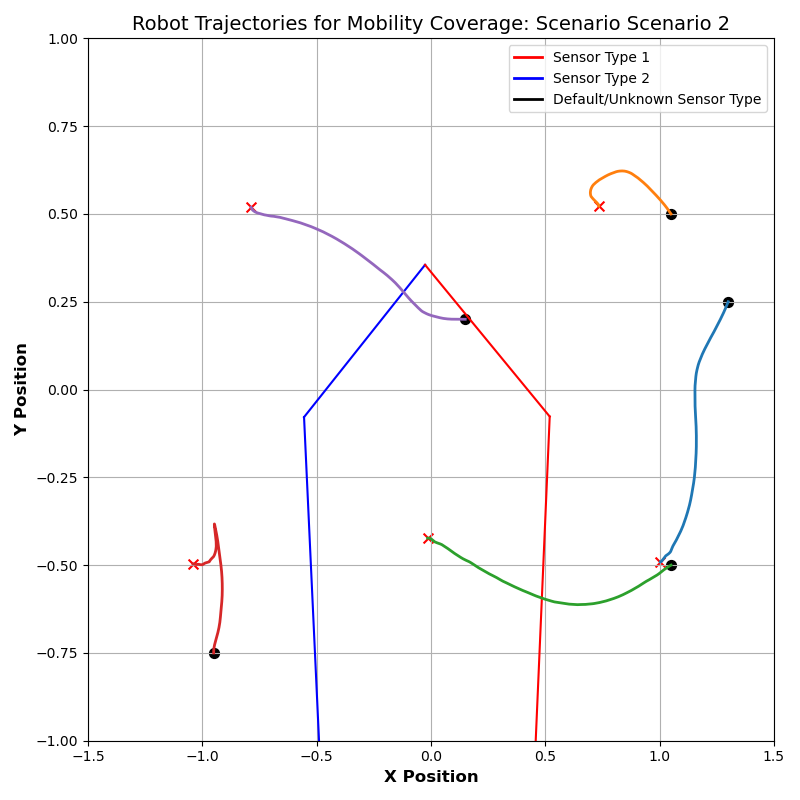 Robot Trajectories for Mobility Coverage: Scenario Scenario 2
Sensor Type 1
Sensor Type 2
Default/Unknown Sensor Type
Y Position
1.00
0.75
0.50
0.25
0.00
−0.25
−0.50
−0.75
−1.00
−1.5
−1.0
−0.5
0.0
0.5
1.0
1.5
X Position